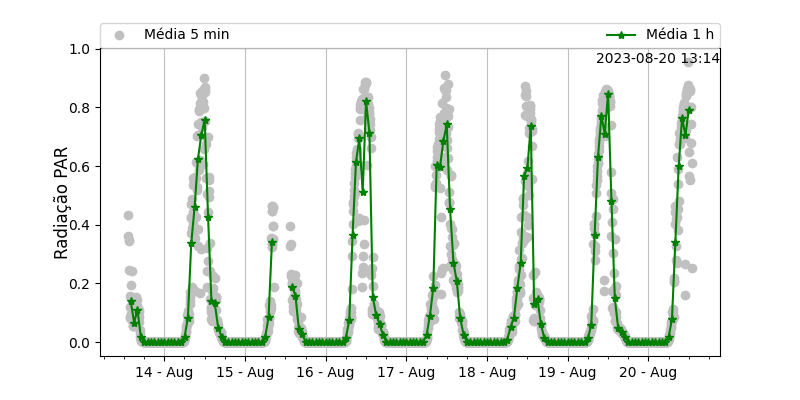 Média 5 min
Média 1 h
2023-08-20 13:14
1.0
0.8
0.6
0.4
0.2
0.0
Radiação PAR
14 - Aug
15 - Aug
16 - Aug
17 - Aug
18 - Aug
19 - Aug
20 - Aug